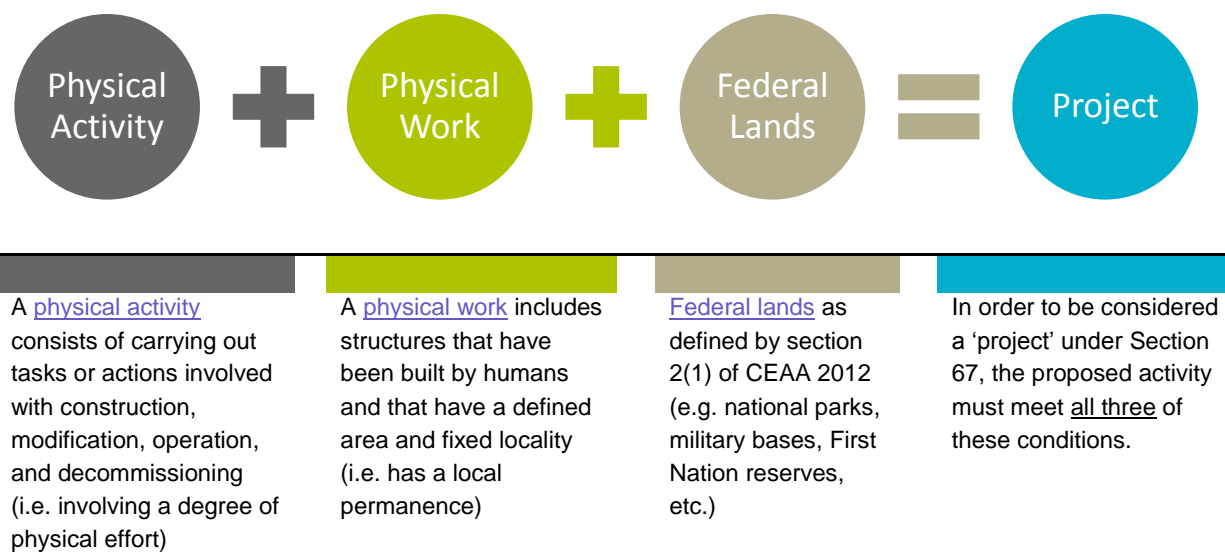 Physical
Activity
Physical
Work
Federal
Lands
Project
A physical activity
consists of carrying out
tasks or actions involved
with construction,
modification, operation,
and decommissioning
(i.e. involving a degree of
physical effort)
A physical work includes
structures that have
been built by humans
and that have a defined
area and fixed locality
(i.e. has a local
permanence)
Federal lands as
defined by section
2(1) of CEAA 2012
(e.g. national parks,
military bases, First
Nation reserves,
etc.)
In order to be considered
a ‘project’ under Section
67, the proposed activity
must meet all three of
these conditions.